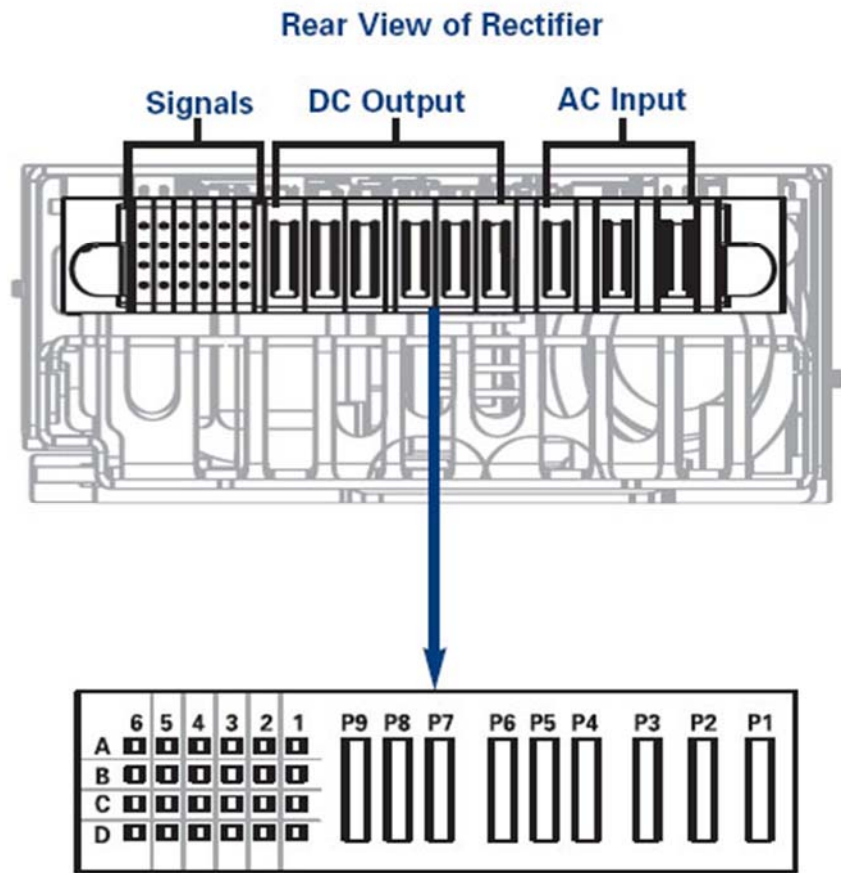 Rear View of Rectifier
Signals DC Output AC Input
6 5 4 3 2 1 P9 P8 P7 P6 P5 P4 P3 P2 P1
A
B
C
D